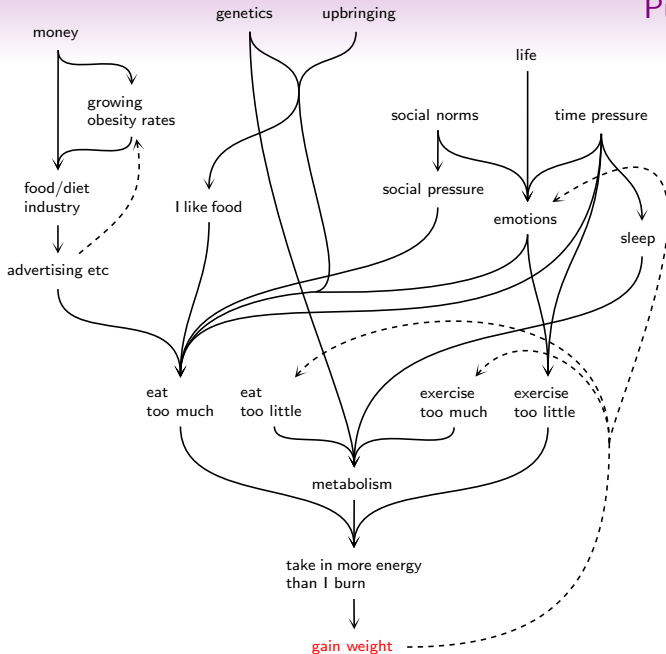 genetics
upbringing
money
life
growing
obesity rates
social norms
time pressure
food/diet
industry
I like food
social pressure
emotions
sleep
advertising etc
eat
too much
eat
too little
exercise
too much
exercise
too little
metabolism
take in more energy
than I burn
gain weight